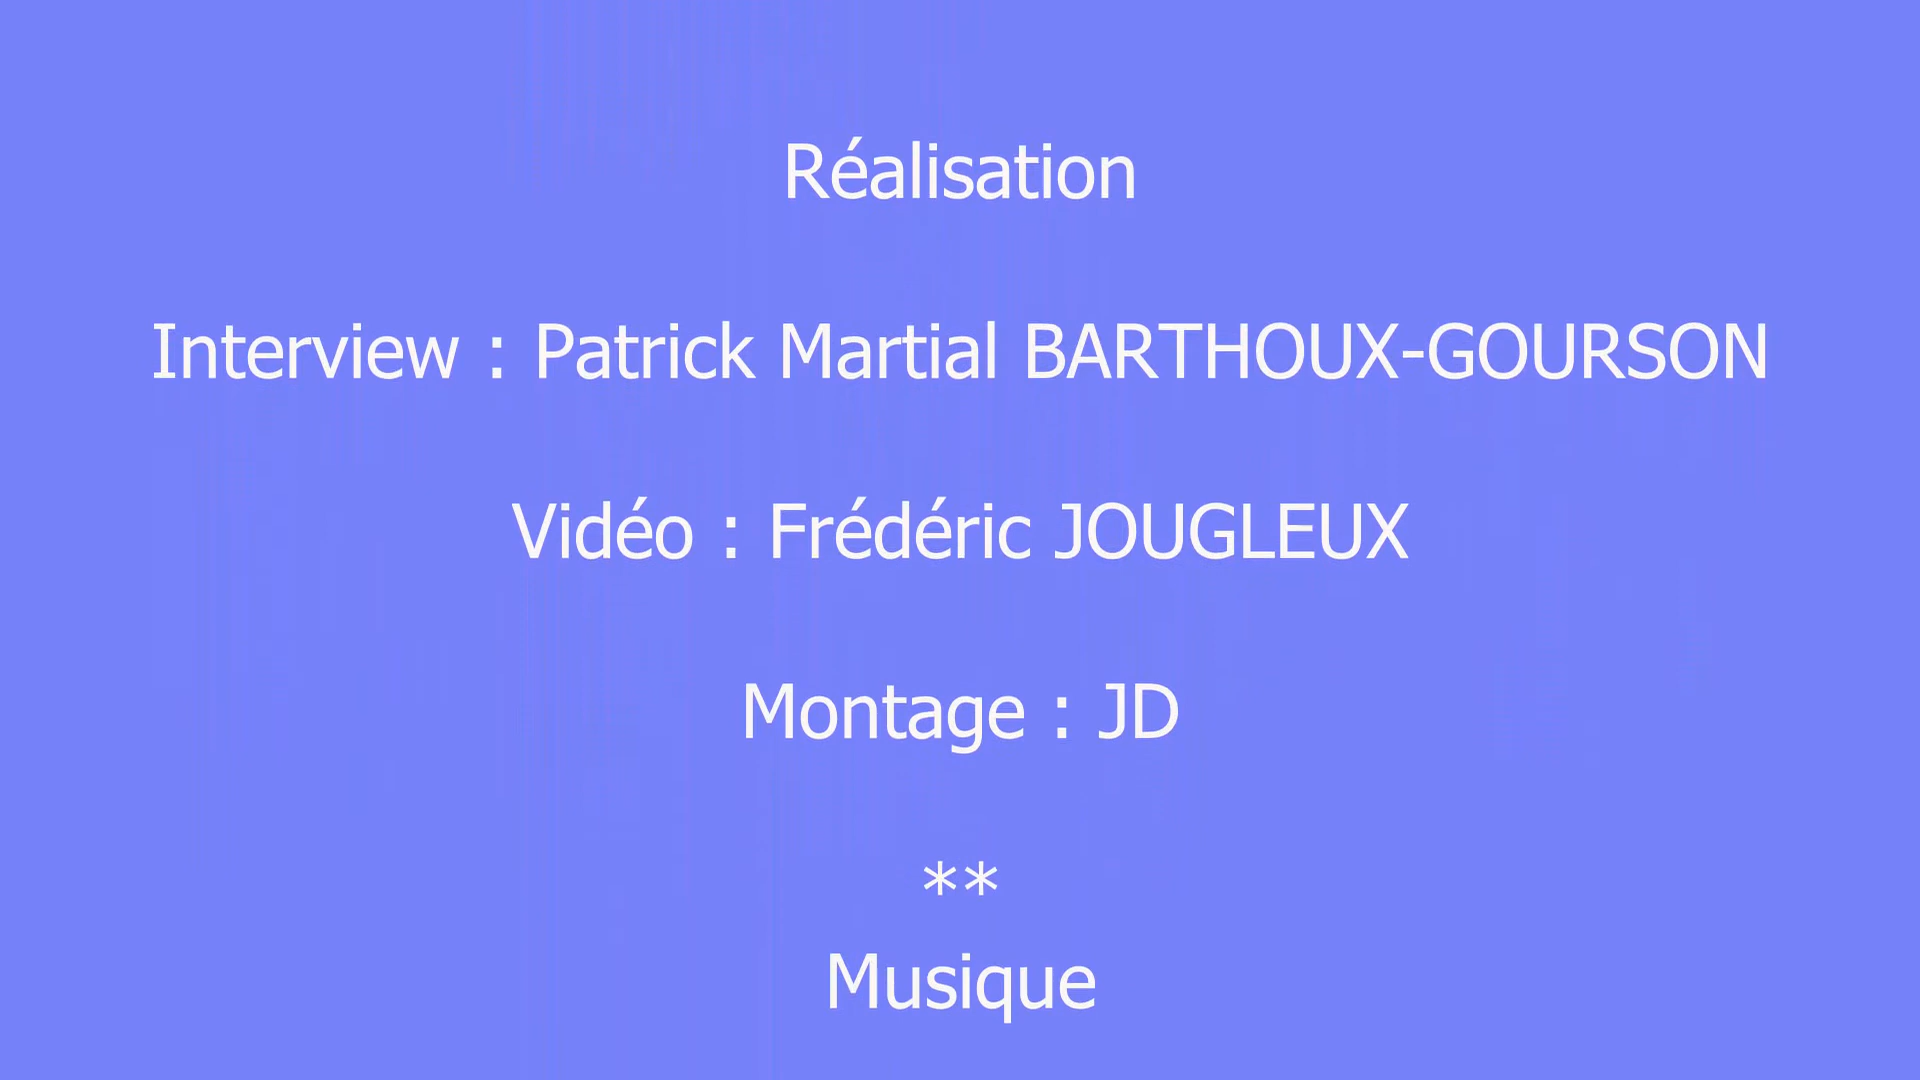 Réalisation
Interview : Patrick Martial BARTHOUX-GOURSON
Vidéo : Frédéric JOUGLEUX
Montage : JD
**
Musique